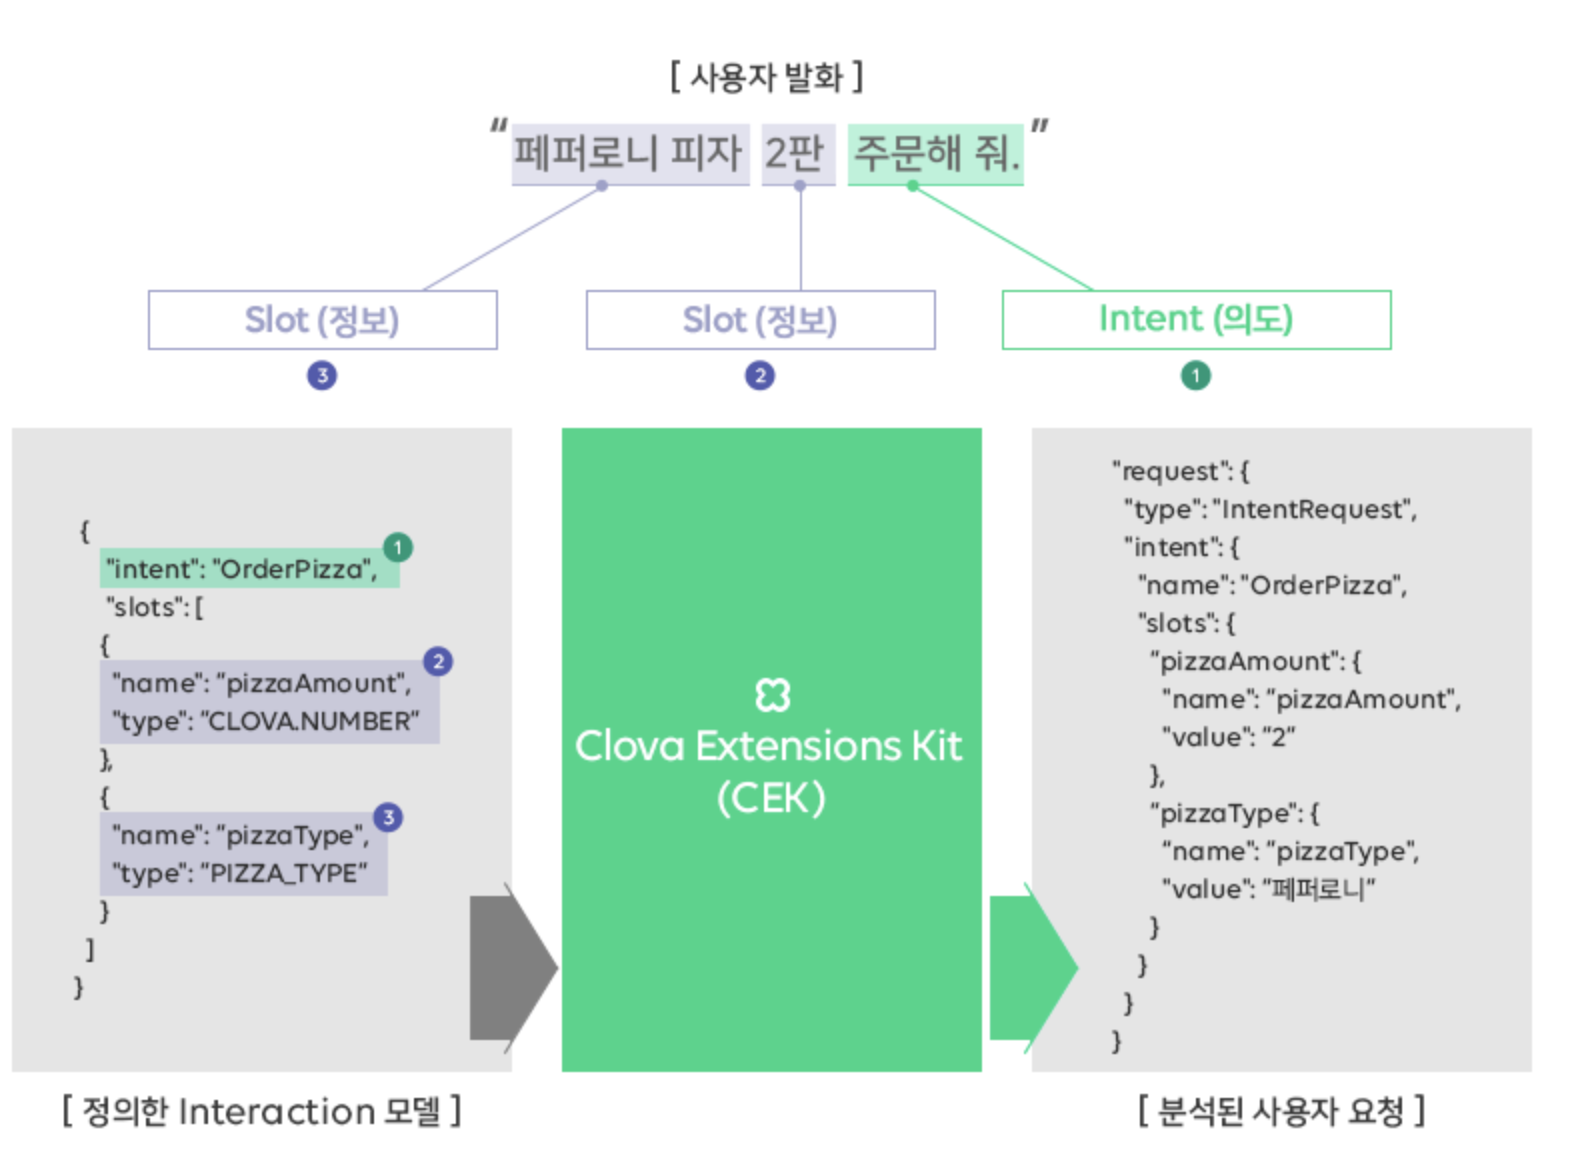 [ 사용자 발화 ]
“ 페퍼로니 피자 2판 주문해 줘. ”
Slot (정보)
Slot (정보)
Intent (의도)
3
2
1
{
"intent": "OrderPizza",
1
"slots": [
{
"name": "pizzaAmount",
2
"type": "CLOVA.NUMBER"
},
{
"name": "pizzaType",
3
"type": "PIZZA_TYPE"
}
]
}
[ 정의한 Interaction 모델 ]
Clova Extensions Kit
(CEK)
"request": {
"type": "IntentRequest",
"intent": {
"name": "OrderPizza",
"slots": {
"pizzaAmount": {
"name": "pizzaAmount",
"value": "2"
},
"pizzaType": {
"name": "pizzaType",
"value": "페퍼로니"
}
}
}
}
[ 분석된 사용자 요청 ]